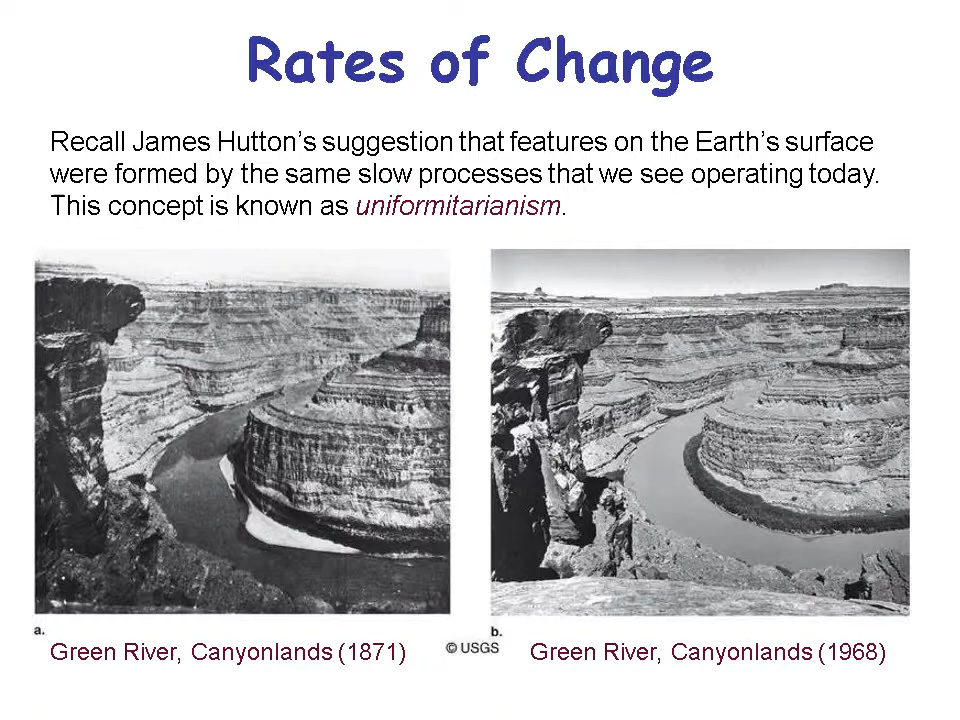 Rates of Change
Recall James Hutton’s suggestion that features on the Earth’s surface
were formed by the same slow processes that we see operating today.
This concept is known as uniformitarianism.
a.
b.
Green River, Canyonlands (1871)
© USGS
Green River, Canyonlands (1968)